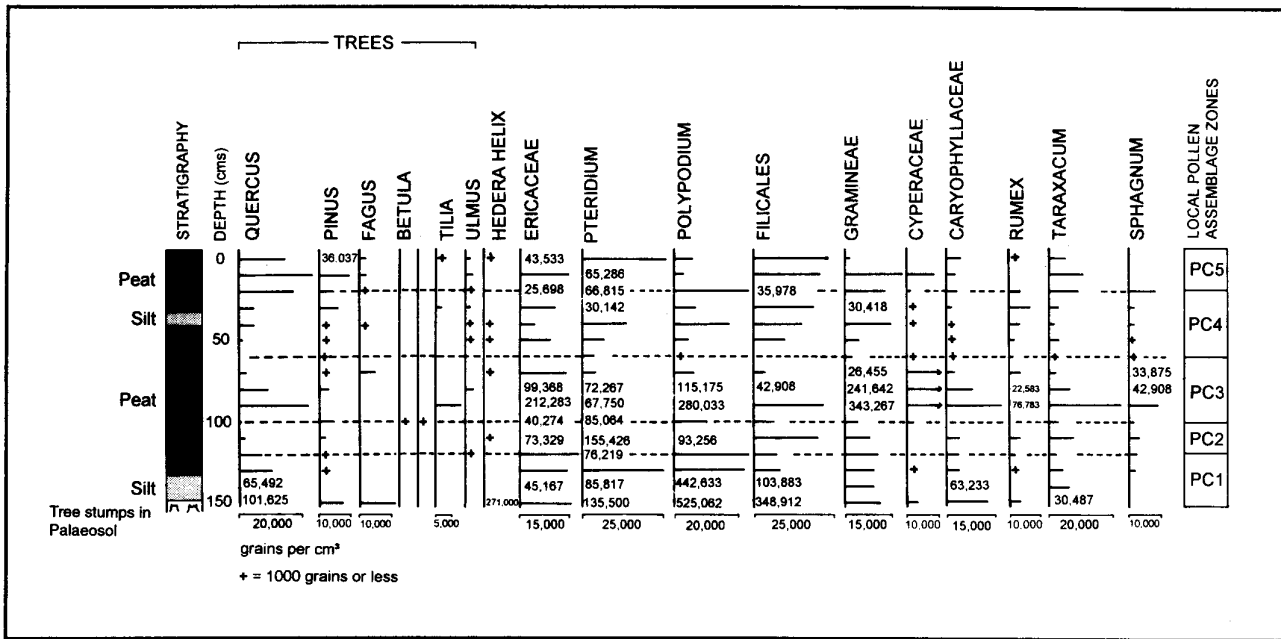 TREES
STRATIGRAPHY
DEPTH (cms)
QUERCUS
PINUS
FAGUS
BETULA
TILIA
ULMUS
HEDERA HELIX
ERICACEAE
PTERIDIUM
POLYPODIUM
FILICALES
GRAMINEAE
CYPERACEAE
CARYOPHYLLACEAE
RUMEX
TARAXACUM
SPHAGNUM
LOCAL POLLEN
ASSEMBLAGE ZONES
0 36.037 + + 43,533 +
Peat 65,286 PC5
+ + 25,698 66,815 35,978
Silt 30,142 30,418 + PC4
+ + + + + +
50 + + + + +
+ + + + + +
+ + 26,455 33,875
Peat 99,368 72,267 115,175 42,908 241,642 22,583 42,908 PC3
212,283 67,750 280,033 343,267 76,783
100 + + 40,274 85,064
+ 73,329 155,426 93,256 PC2
+ + 76,219
+ + +
Silt 65,492 45,167 85,817 442,633 103,883 63,233 PC1
150 101,625 271,000 135,500 525,062 348,912 30,487
Tree stumps in
Palaeosol
20,000 10,000 10,000 5,000 15,000 25,000 20,000 25,000 15,000 10,000 15,000 10,000 20,000 10,000
grains per cm³
+ = 1000 grains or less